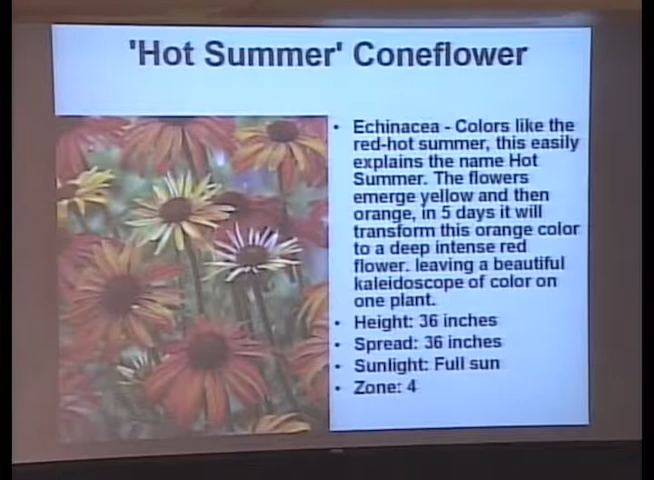 'Hot Summer' Coneflower
• Echinacea - Colors like the
red-hot summer, this easily
explains the name Hot
Summer. The flowers
emerge yellow and then
orange, in 5 days it will
transform this orange color
to a deep intense red
flower. leaving a beautiful
kaleidoscope of color on
one plant.
• Height: 36 inches
• Spread: 36 inches
• Sunlight: Full sun
• Zone: 4